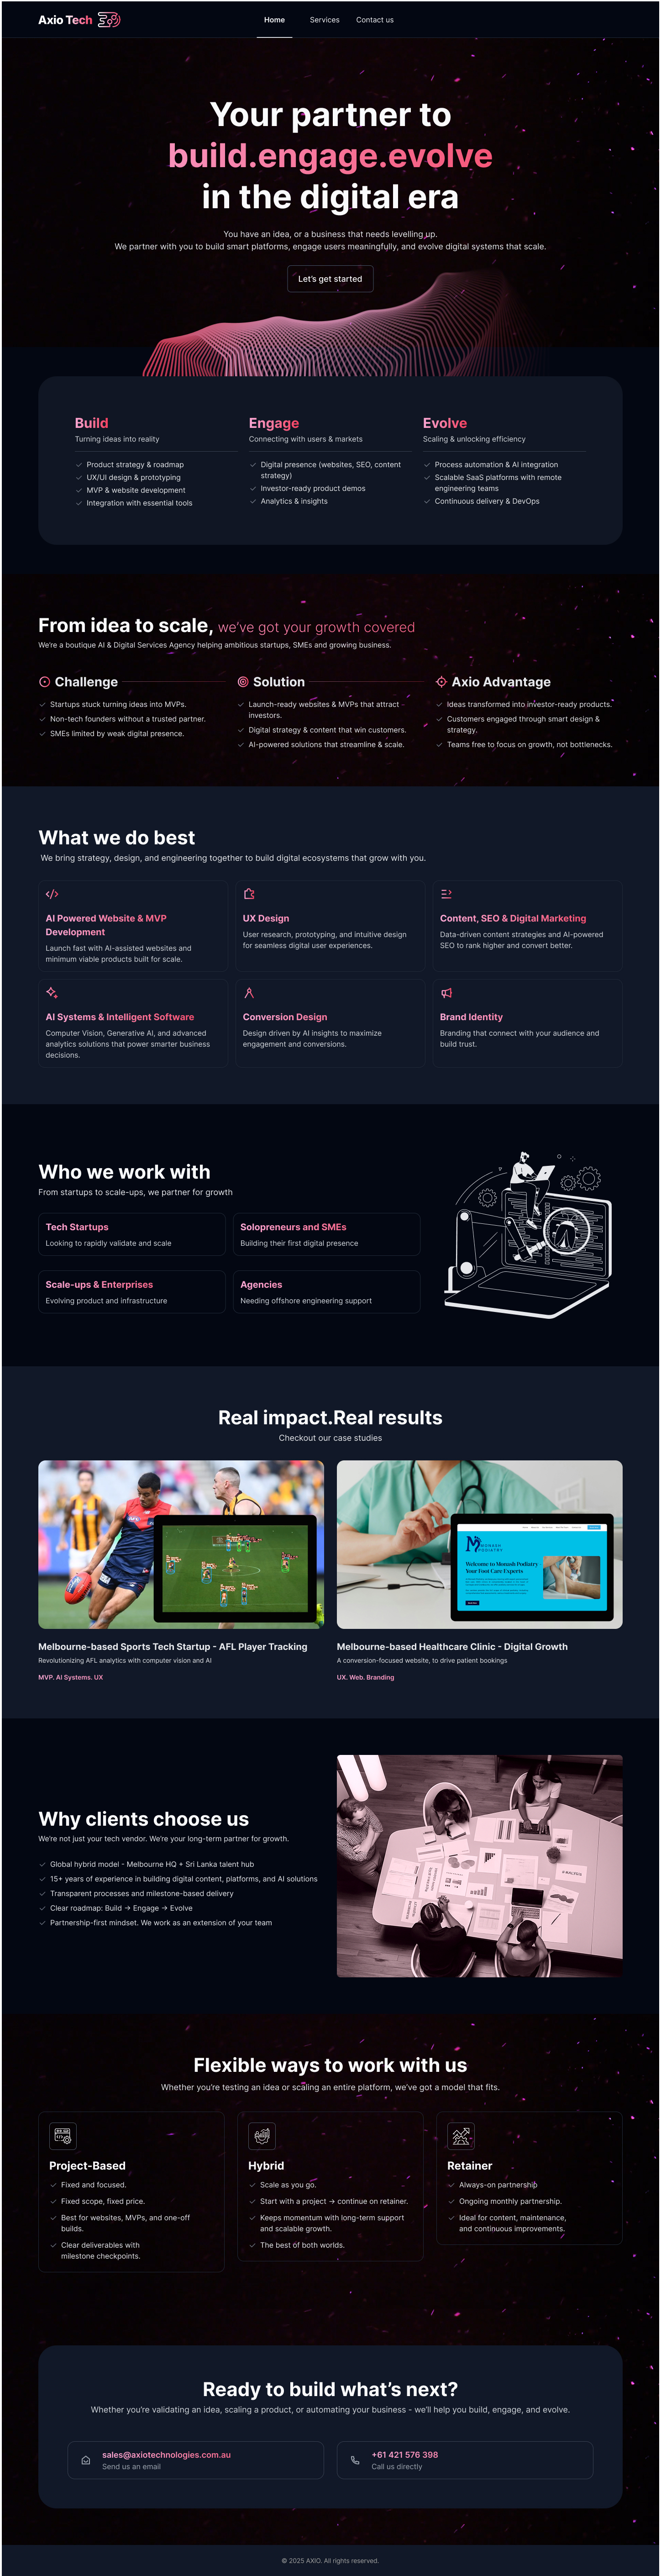 Axio Tech
Home
Services
Contact us
Your partner to
build.engage.evolve
in the digital era
You have an idea, or a business that needs levelling up.
We partner with you to build smart platforms, engage users meaningfully, and evolve digital systems that scale.
Let's get started
Build
Turning ideas into reality
Product strategy & roadmap
UX/UI design & prototyping
MVP & website development
Integration with essential tools
Engage
Connecting with users & markets
Digital presence (websites, SEO, content
strategy)
Investor-ready product demos
Analytics & insights
Evolve
Scaling & unlocking efficiency
Process automation & AI integration
Scalable SaaS platforms with remote
engineering teams
Continuous delivery & DevOps
From idea to scale, we've got your growth covered
We're a boutique AI & Digital Services Agency helping ambitious startups, SMEs and growing business.
Challenge
Startups stuck turning ideas into MVPs.
Non-tech founders without a trusted partner.
SMEs limited by weak digital presence.
Solution
Launch-ready websites & MVPs that attract
investors.
Digital strategy & content that win customers.
AI-powered solutions that streamline & scale.
Axio Advantage
Ideas transformed into investor-ready products.
Customers engaged through smart design &
strategy.
Teams free to focus on growth, not bottlenecks.
What we do best
We bring strategy, design, and engineering together to build digital ecosystems that grow with you.
AI Powered Website & MVP
Development
Launch fast with AI-assisted websites and
minimum viable products built for scale.
UX Design
User research, prototyping, and intuitive design
for seamless digital user experiences.
Content, SEO & Digital Marketing
Data-driven content strategies and AI-powered
SEO to rank higher and convert better.
AI Systems & Intelligent Software
Computer Vision, Generative AI, and advanced
analytics solutions that power smarter business
decisions.
Conversion Design
Design driven by AI insights to maximize
engagement and conversions.
Brand Identity
Branding that connect with your audience and
build trust.
Who we work with
From startups to scale-ups, we partner for growth
Tech Startups
Looking to rapidly validate and scale
Solopreneurs and SMEs
Building their first digital presence
Scale-ups & Enterprises
Evolving product and infrastructure
Agencies
Needing offshore engineering support
Real impact.Real results
Checkout our case studies
MONASH
PODIATRY
Welcome to Monash Podiatry
Your Foot Care Experts
Melbourne-based Sports Tech Startup - AFL Player Tracking
Revolutionizing AFL analytics with computer vision and AI
MVP. AI Systems. UX
Melbourne-based Healthcare Clinic - Digital Growth
A conversion-focused website, to drive patient bookings
UX. Web. Branding
Why clients choose us
We're not just your tech vendor. We're your long-term partner for growth.
Global hybrid model - Melbourne HQ + Sri Lanka talent hub
15+ years of experience in building digital content, platforms, and AI solutions
Transparent processes and milestone-based delivery
Clear roadmap: Build → Engage → Evolve
Partnership-first mindset. We work as an extension of your team
Flexible ways to work with us
Whether you're testing an idea or scaling an entire platform, we've got a model that fits.
Project-Based
Fixed and focused.
Fixed scope, fixed price.
Best for websites, MVPs, and one-off
builds.
Clear deliverables with
milestone checkpoints.
Hybrid
Scale as you go.
Start with a project → continue on retainer.
Keeps momentum with long-term support
and scalable growth.
The best of both worlds.
Retainer
Always-on partnership
Ongoing monthly partnership.
Ideal for content, maintenance,
and continuous improvements.
Ready to build what's next?
Whether you're validating an idea, scaling a product, or automating your business - we'll help you build, engage, and evolve.
sales@axiotechnologies.com.au
Send us an email
+61 421 576 398
Call us directly
© 2025 AXIO. All rights reserved.